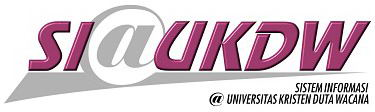 SI@UKDW
SISTEM INFORMASI
@ UNIVERSITAS KRISTEN DUTA WACANA